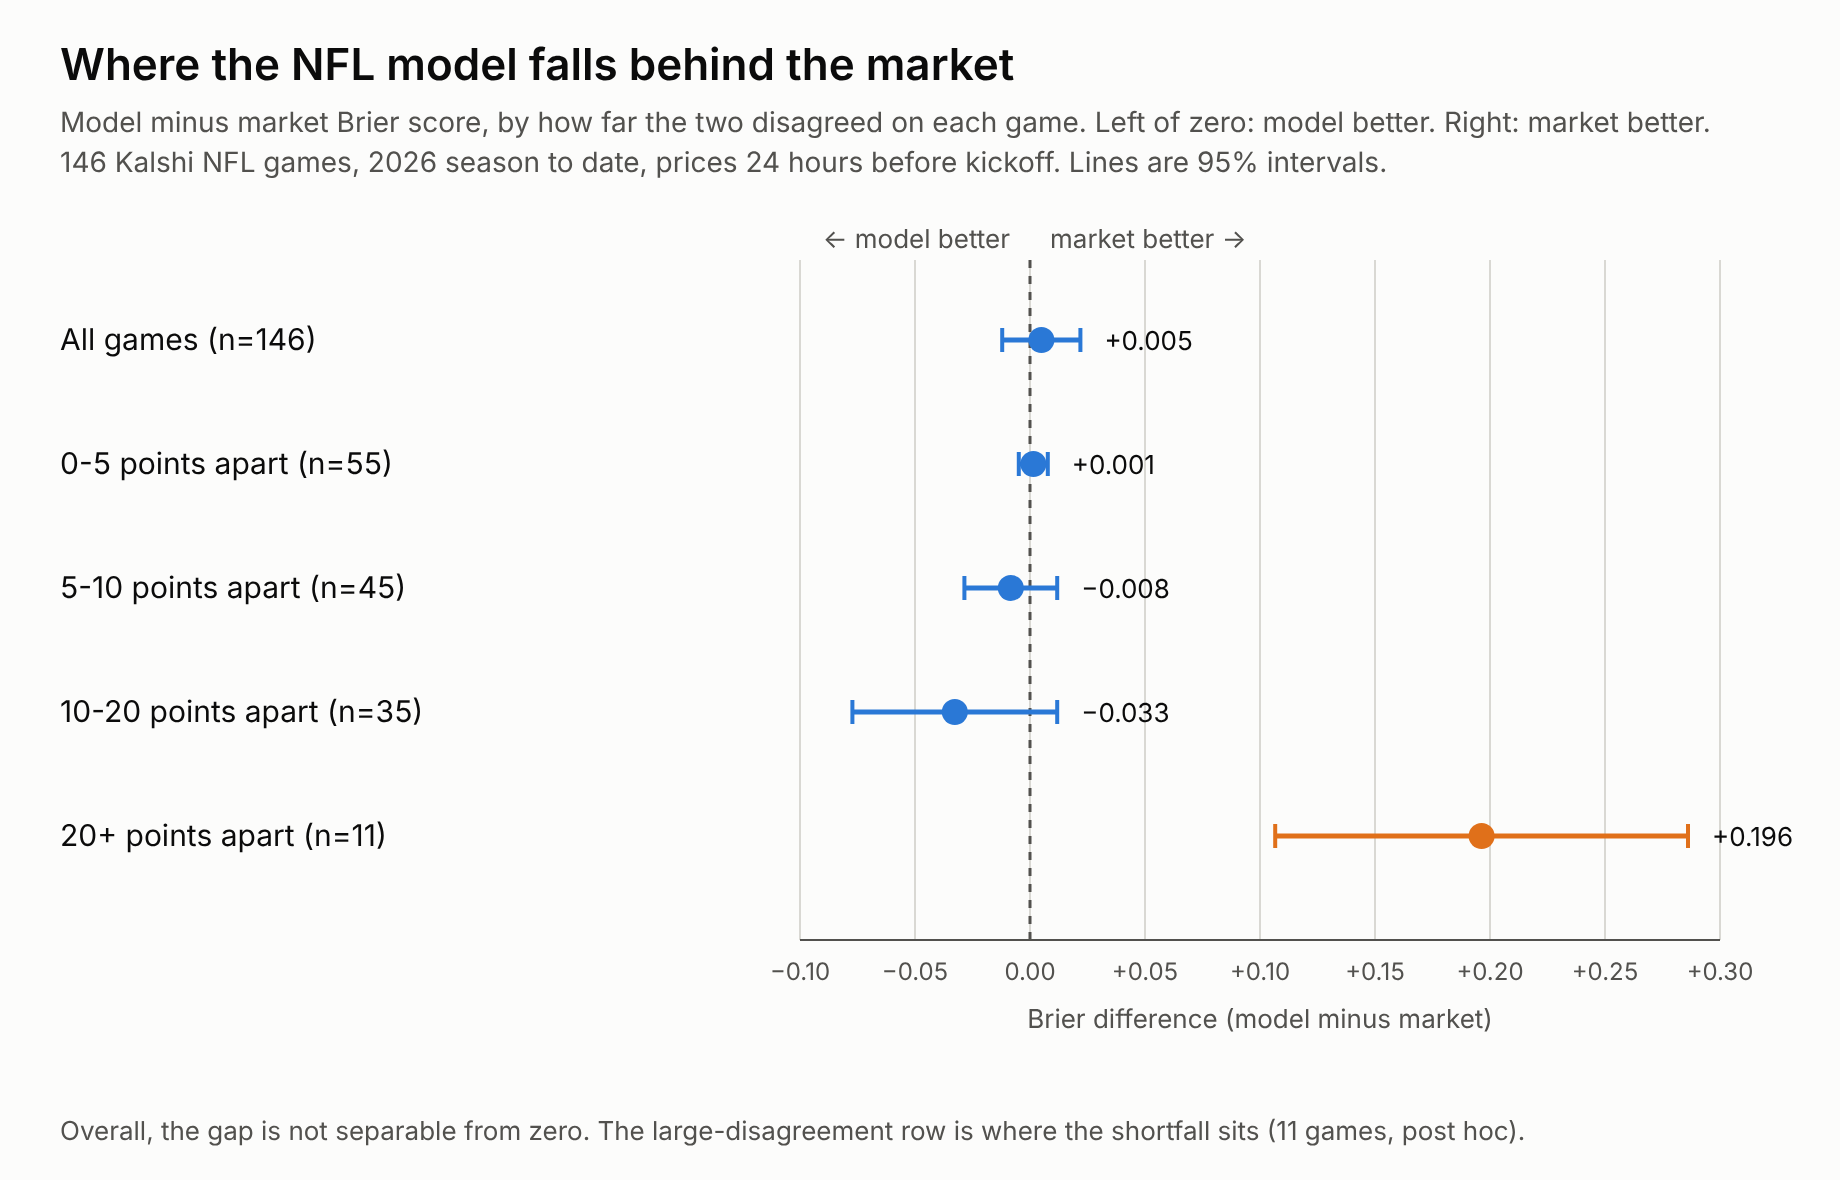 Where the NFL model falls behind the market
Model minus market Brier score, by how far the two disagreed on each game. Left of zero: model better. Right: market better.
146 Kalshi NFL games, 2026 season to date, prices 24 hours before kickoff. Lines are 95% intervals.
← model better market better →
All games (n=146) +0.005
0-5 points apart (n=55) +0.001
5-10 points apart (n=45) −0.008
10-20 points apart (n=35) −0.033
20+ points apart (n=11) +0.196
−0.10 −0.05 0.00 +0.05 +0.10 +0.15 +0.20 +0.25 +0.30
Brier difference (model minus market)
Overall, the gap is not separable from zero. The large-disagreement row is where the shortfall sits (11 games, post hoc).